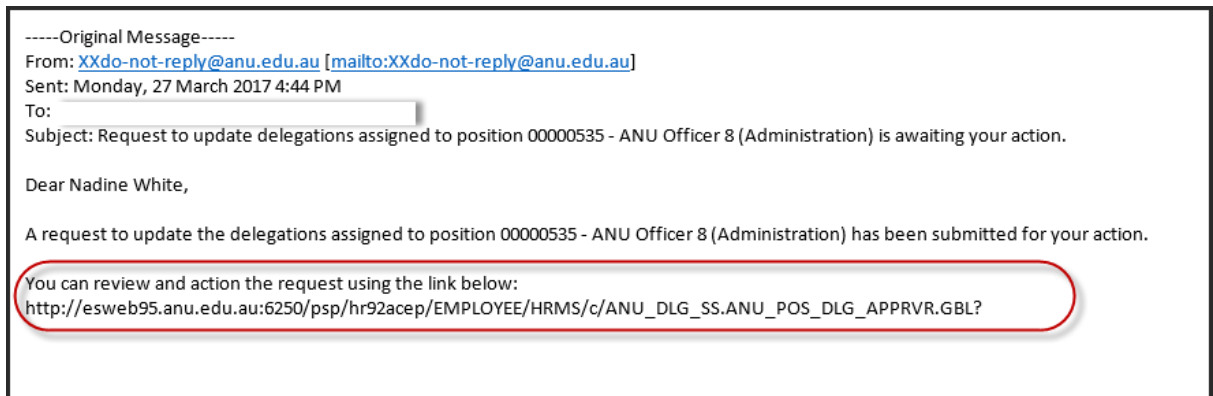 -----Original Message-----
From: XXdo-not-reply@anu.edu.au [mailto:XXdo-not-reply@anu.edu.au]
Sent: Monday, 27 March 2017 4:44 PM
To:
Subject: Request to update delegations assigned to position 00000535 - ANU Officer 8 (Administration) is awaiting your action.
Dear Nadine White,
A request to update the delegations assigned to position 00000535 - ANU Officer 8 (Administration) has been submitted for your action.
You can review and action the request using the link below:
http://esweb95.anu.edu.au:6250/psp/hr92acep/EMPLOYEE/HRMS/c/ANU_DLG_SS.ANU_POS_DLG_APPRVR.GBL?